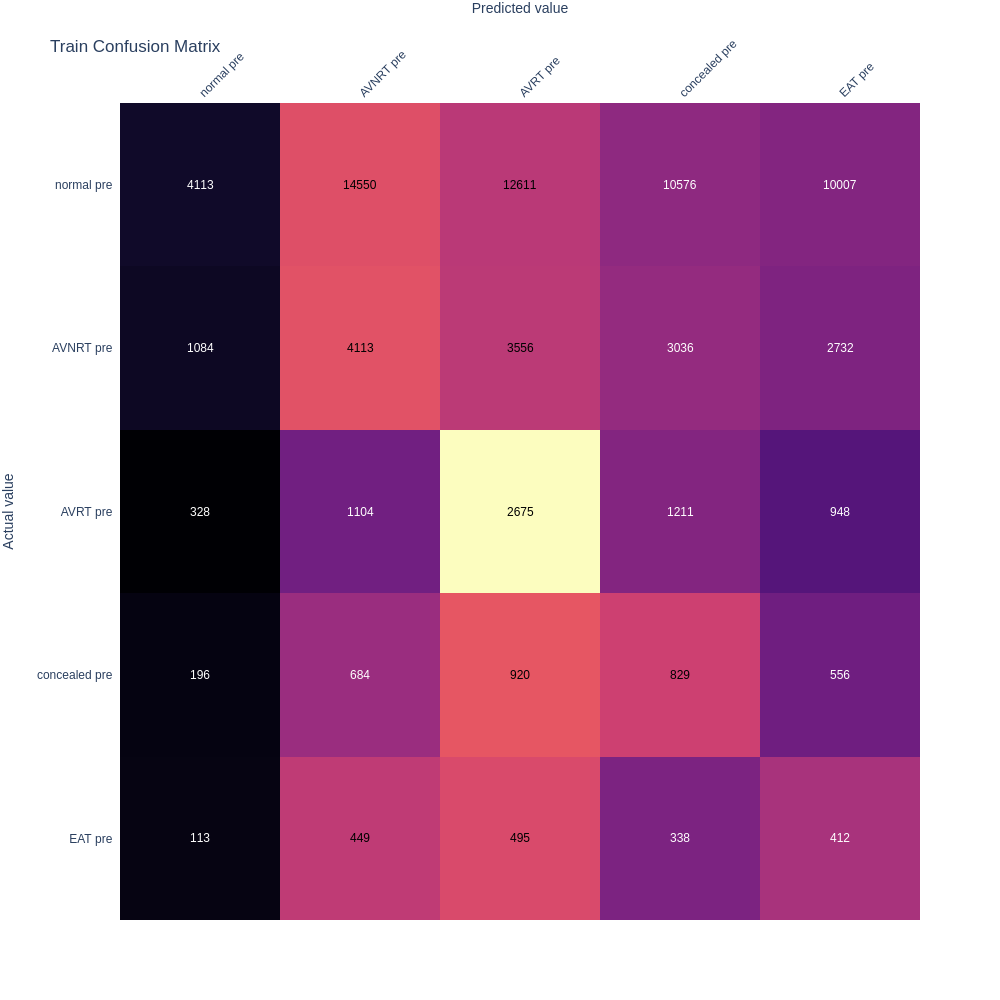 Predicted value
Train Confusion Matrix
normal pre AVNRT pre AVRT pre concealed pre EAT pre
normal pre 4113 14550 12611 10576 10007
AVNRT pre 1084 4113 3556 3036 2732
Actual value
AVRT pre 328 1104 2675 1211 948
concealed pre 196 684 920 829 556
EAT pre 113 449 495 338 412